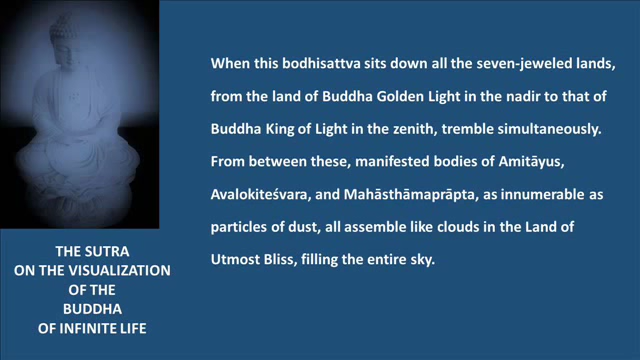 When this bodhisattva sits down all the seven-jeweled lands,
from the land of Buddha Golden Light in the nadir to that of
Buddha King of Light in the zenith, tremble simultaneously.
From between these, manifested bodies of Amitāyus,
Avalokiteśvara, and Mahāsthāmaprāpta, as innumerable as
particles of dust, all assemble like clouds in the Land of
Utmost Bliss, filling the entire sky.
THE SUTRA
ON THE VISUALIZATION
OF THE
BUDDHA
OF INFINITE LIFE